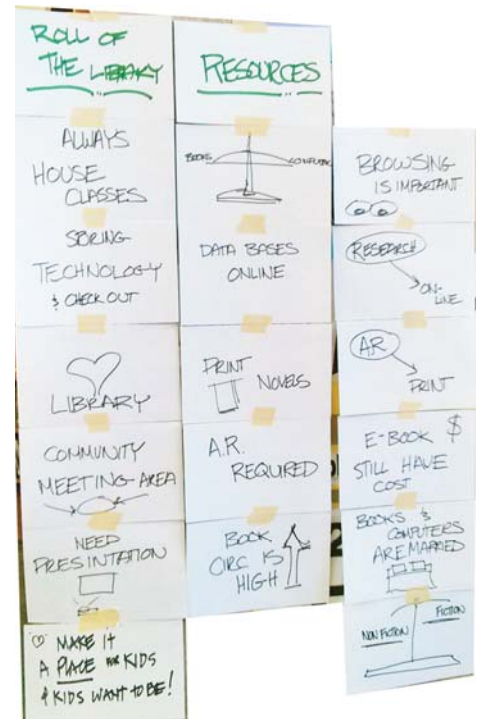 ROLL OF
THE LIBRARY
ALWAYS
HOUSE
CLASSES
STORING
TECHNOLOGY
& CHECK OUT
LIBRARY
COMMUNITY
MEETING AREA
NEED
PRESINTATION
MAKE IT
A PLACE FOR KIDS
& KIDS WANT TO BE!
RESOURCES
BOOKS COMPUTERS
DATA BASES
ONLINE
PRINT
NOVELS
A.R.
REQUIRED
BOOK
CIRC IS
HIGH
BROWSING
IS IMPORTANT
RESEARCH
ON-
LINE
AR
PRINT
E-BOOK $
STILL HAVE
COST
BOOKS &
COMPUTERS
ARE MARRED
FICTION
NON FICTION